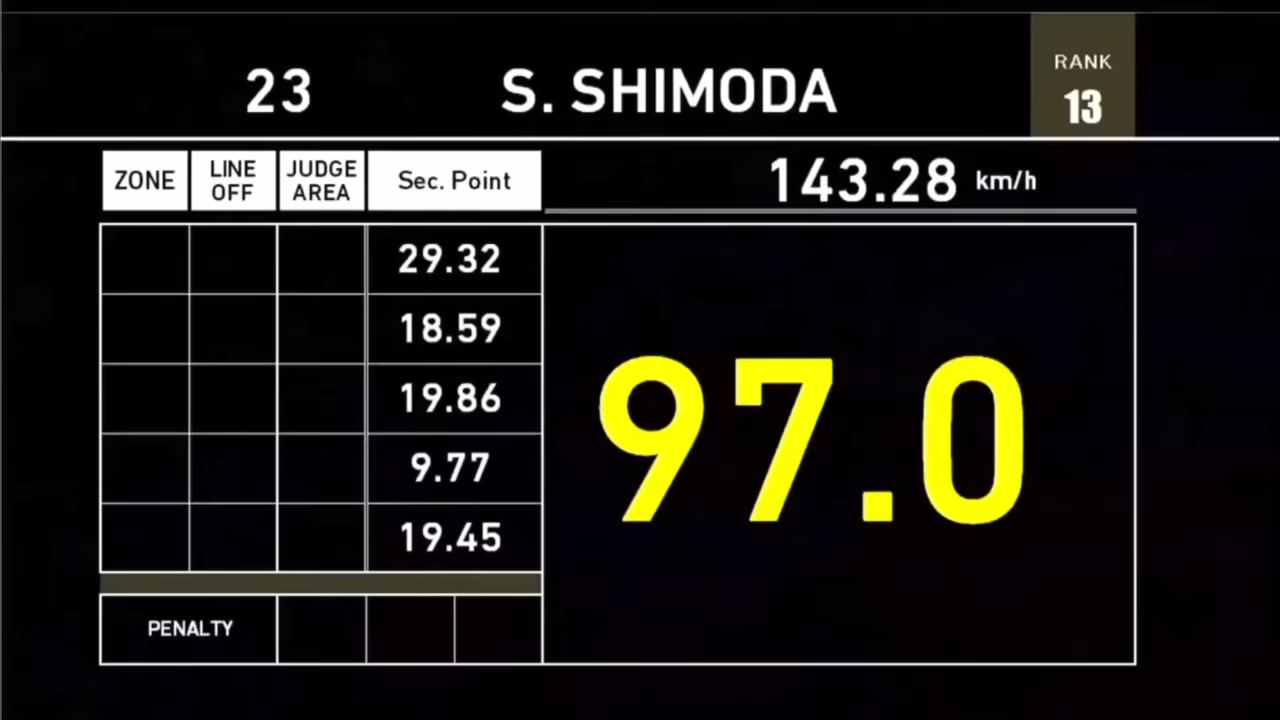 23 S. SHIMODA
RANK
13
ZONE
LINE
OFF
JUDGE
AREA
Sec. Point
143.28 km/h
29.32
18.59
19.86
9.77
19.45
97.0
PENALTY